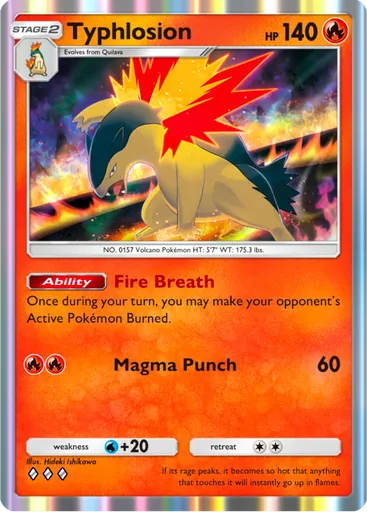 STAGE 2 Typhlosion HP 140
Evolves from Quilava
NO. 0157 Volcano Pokémon HT: 5'7" WT: 175.3 lbs.
Ability Fire Breath
Once during your turn, you may make your opponent's
Active Pokémon Burned.
Magma Punch 60
weakness +20 retreat
Illus. Hideki Ishikawa
If its rage peaks, it becomes so hot that anything
that touches it will instantly go up in flames.